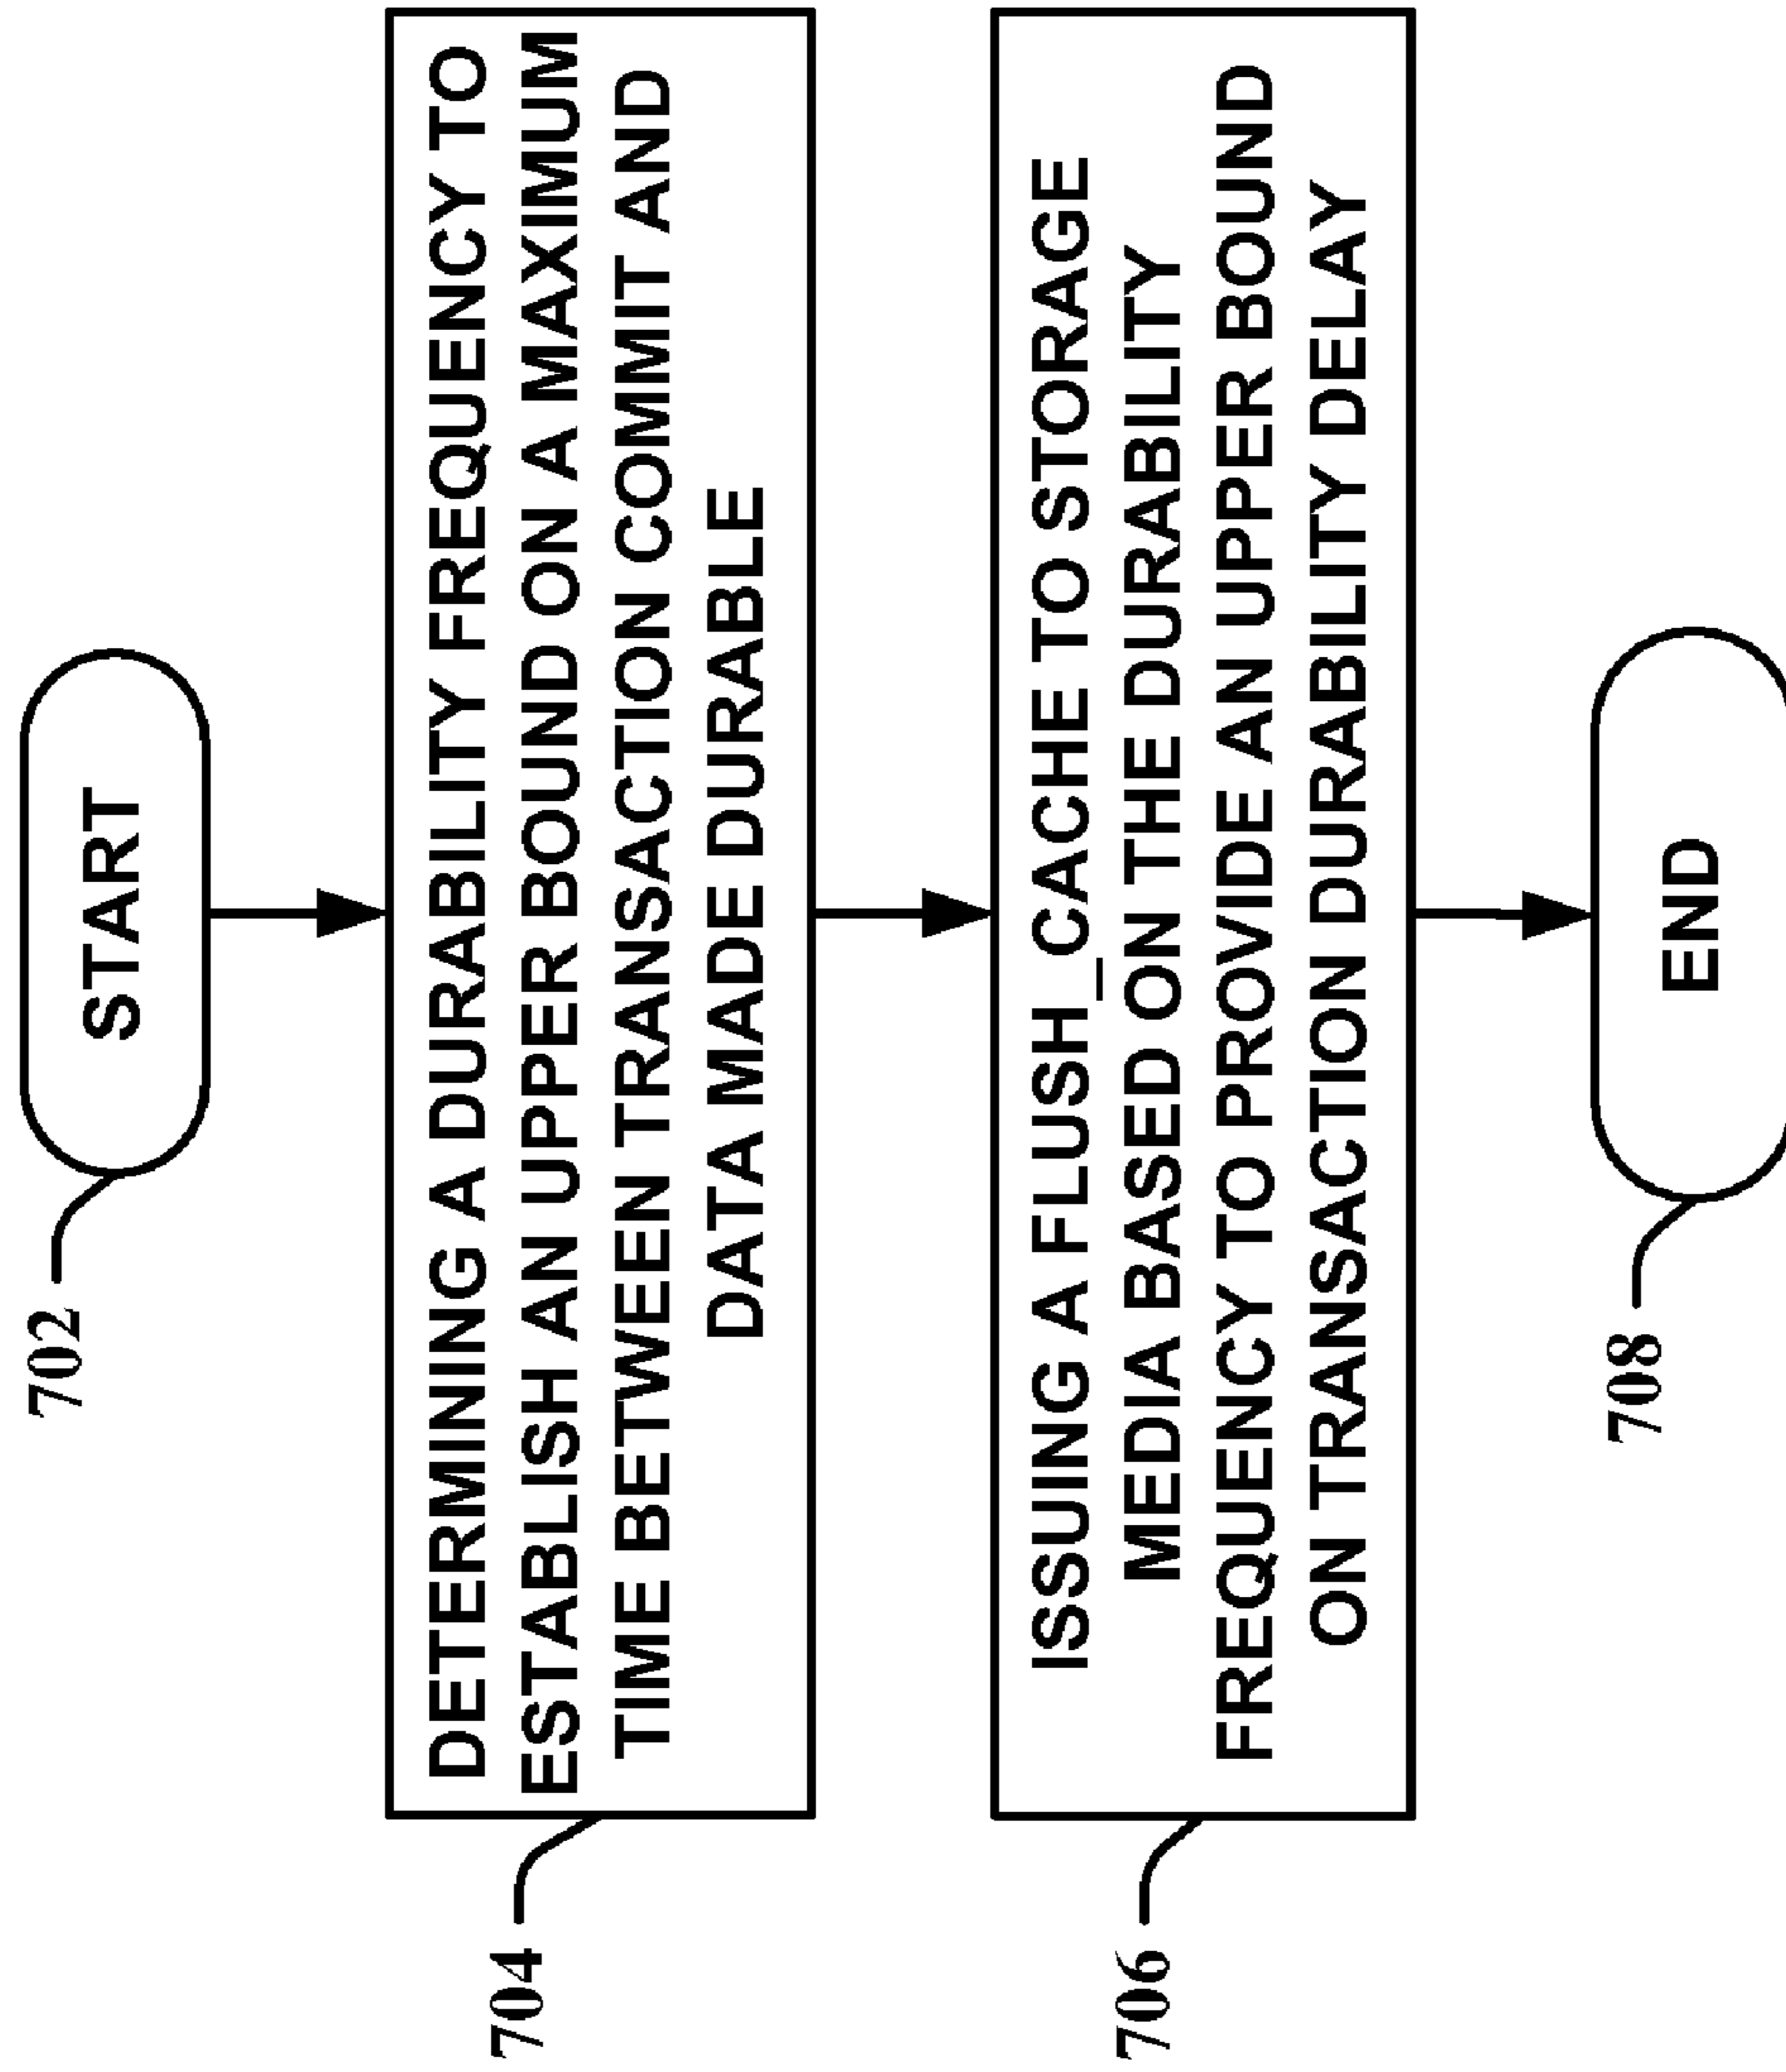 702
START
704
DETERMINING A DURABILITY FREQUENCY TO
ESTABLISH AN UPPER BOUND ON A MAXIMUM
TIME BETWEEN TRANSACTION COMMIT AND
DATA MADE DURABLE
706
ISSUING A FLUSH_CACHE TO STORAGE
MEDIA BASED ON THE DURABILITY
FREQUENCY TO PROVIDE AN UPPER BOUND
ON TRANSACTION DURABILITY DELAY
708
END